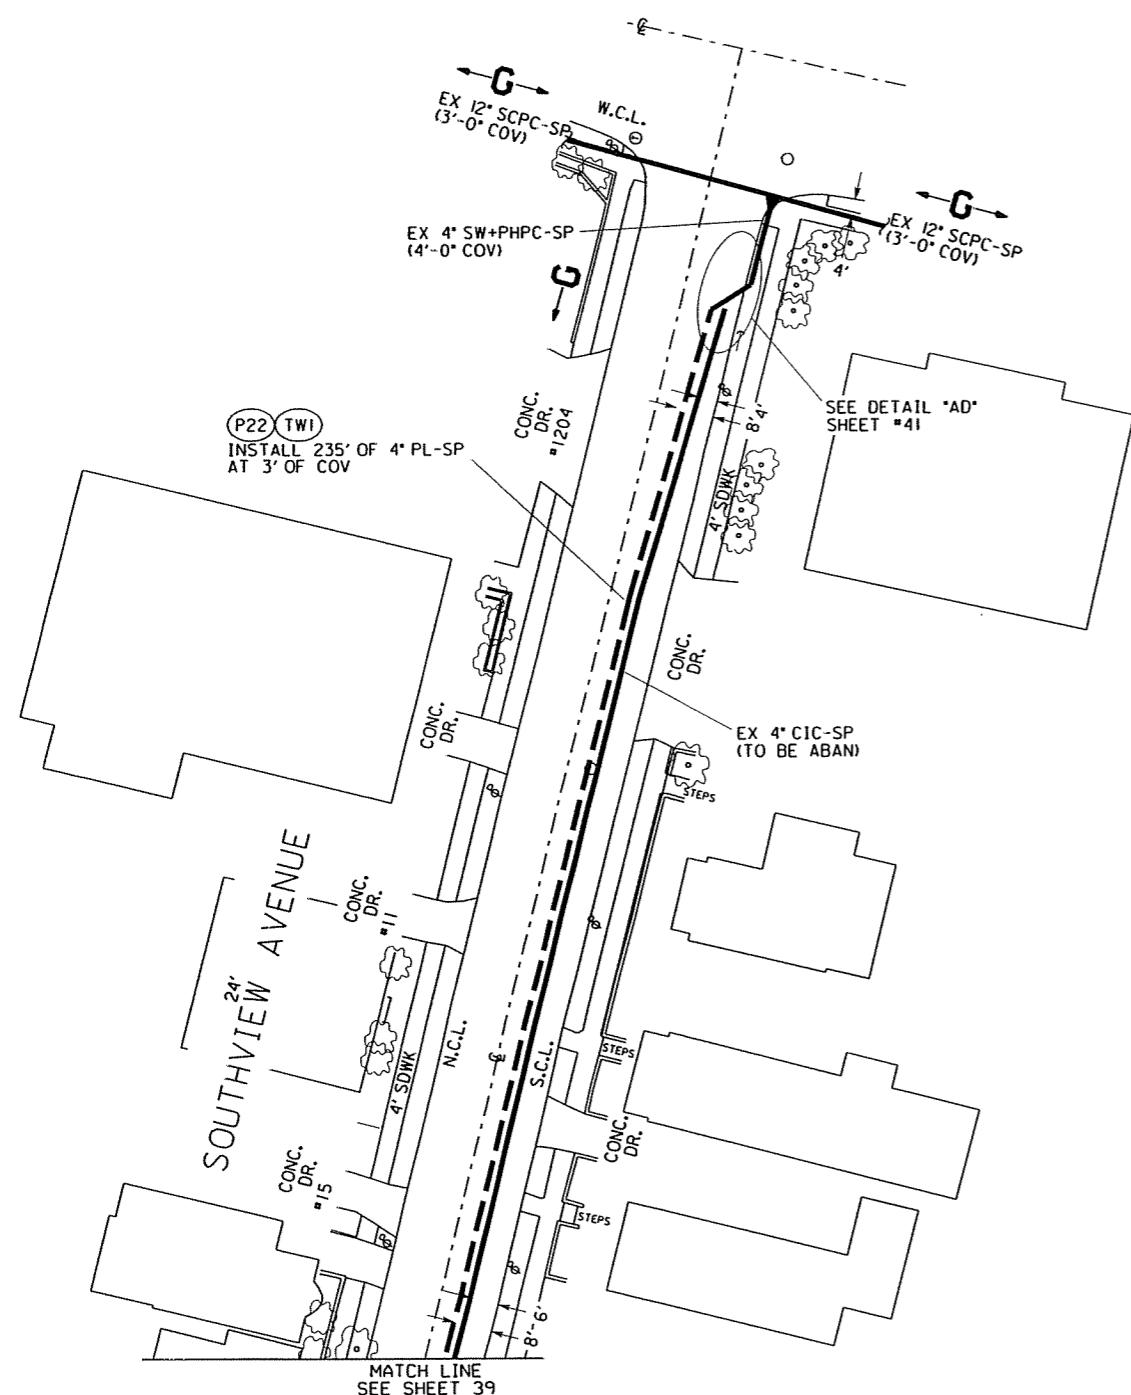 ℄
G
EX 12" SCPC-SP
(3'-0" COV)
W.C.L.
G
EX 12" SCPC-SP
(3'-0" COV)
4'
EX 4" SW+PHPC-SP
(4'-0" COV)
G
SEE DETAIL "AD"
SHEET #41
CONC.
DR.
#1204
8'
4'
P22 TW1
INSTALL 235' OF 4" PL-SP
AT 3' OF COV
4' SDWK
CONC.
DR.
CONC.
DR.
EX 4" CIC-SP
(TO BE ABAN)
STEPS
SOUTHVIEW AVENUE
24'
CONC.
DR.
#11
N.C.L.
℄
S.C.L.
4' SDWK
STEPS
CONC.
DR.
CONC.
DR.
#15
STEPS
8'-6'
MATCH LINE
SEE SHEET 39